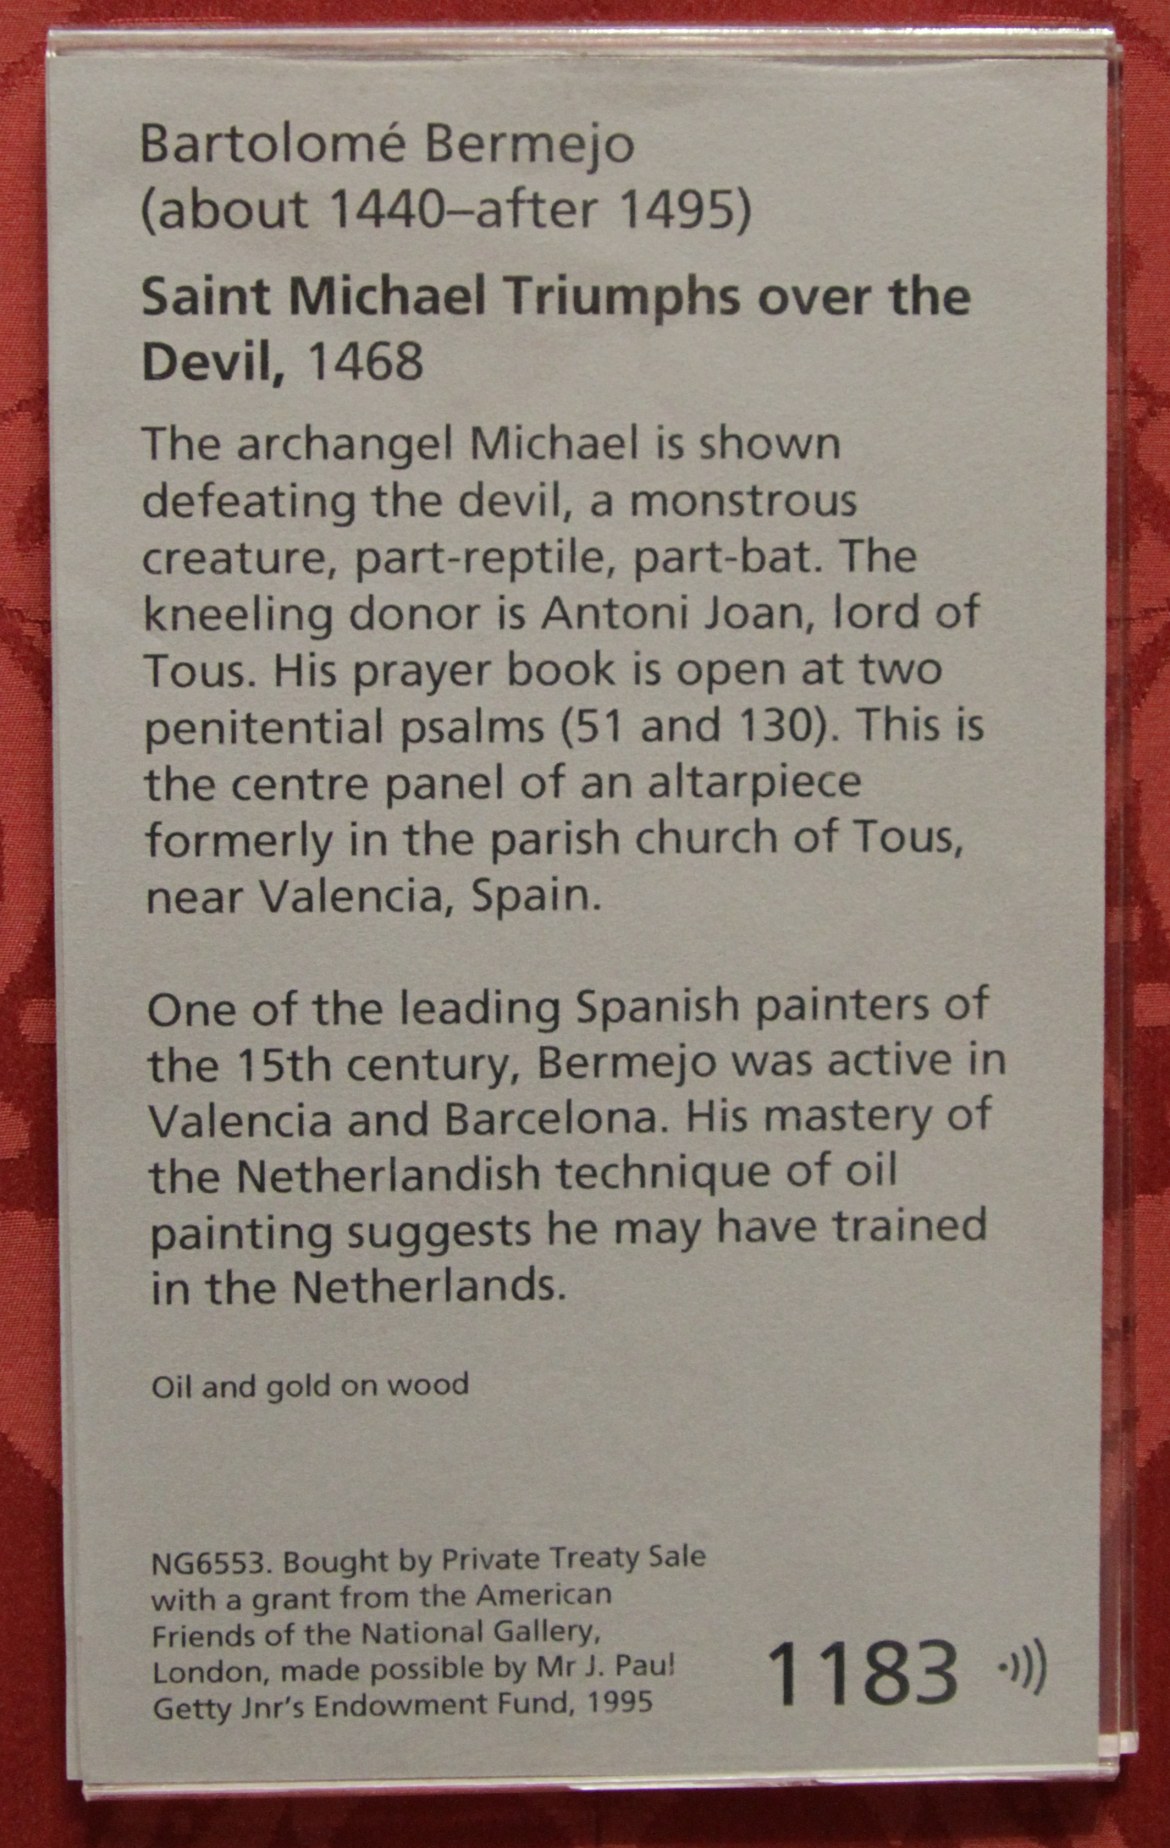 Bartolomé Bermejo
(about 1440–after 1495)
Saint Michael Triumphs over the
Devil, 1468
The archangel Michael is shown
defeating the devil, a monstrous
creature, part-reptile, part-bat. The
kneeling donor is Antoni Joan, lord of
Tous. His prayer book is open at two
penitential psalms (51 and 130). This is
the centre panel of an altarpiece
formerly in the parish church of Tous,
near Valencia, Spain.
One of the leading Spanish painters of
the 15th century, Bermejo was active in
Valencia and Barcelona. His mastery of
the Netherlandish technique of oil
painting suggests he may have trained
in the Netherlands.
Oil and gold on wood
NG6553. Bought by Private Treaty Sale
with a grant from the American
Friends of the National Gallery,
London, made possible by Mr J. Paul
Getty Jnr's Endowment Fund, 1995
1183